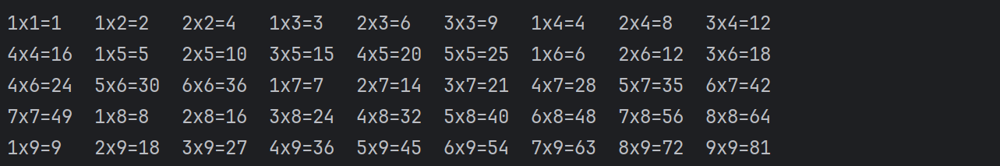 1x1=1 1x2=2 2x2=4 1x3=3 2x3=6 3x3=9 1x4=4 2x4=8 3x4=12
4x4=16 1x5=5 2x5=10 3x5=15 4x5=20 5x5=25 1x6=6 2x6=12 3x6=18
4x6=24 5x6=30 6x6=36 1x7=7 2x7=14 3x7=21 4x7=28 5x7=35 6x7=42
7x7=49 1x8=8 2x8=16 3x8=24 4x8=32 5x8=40 6x8=48 7x8=56 8x8=64
1x9=9 2x9=18 3x9=27 4x9=36 5x9=45 6x9=54 7x9=63 8x9=72 9x9=81